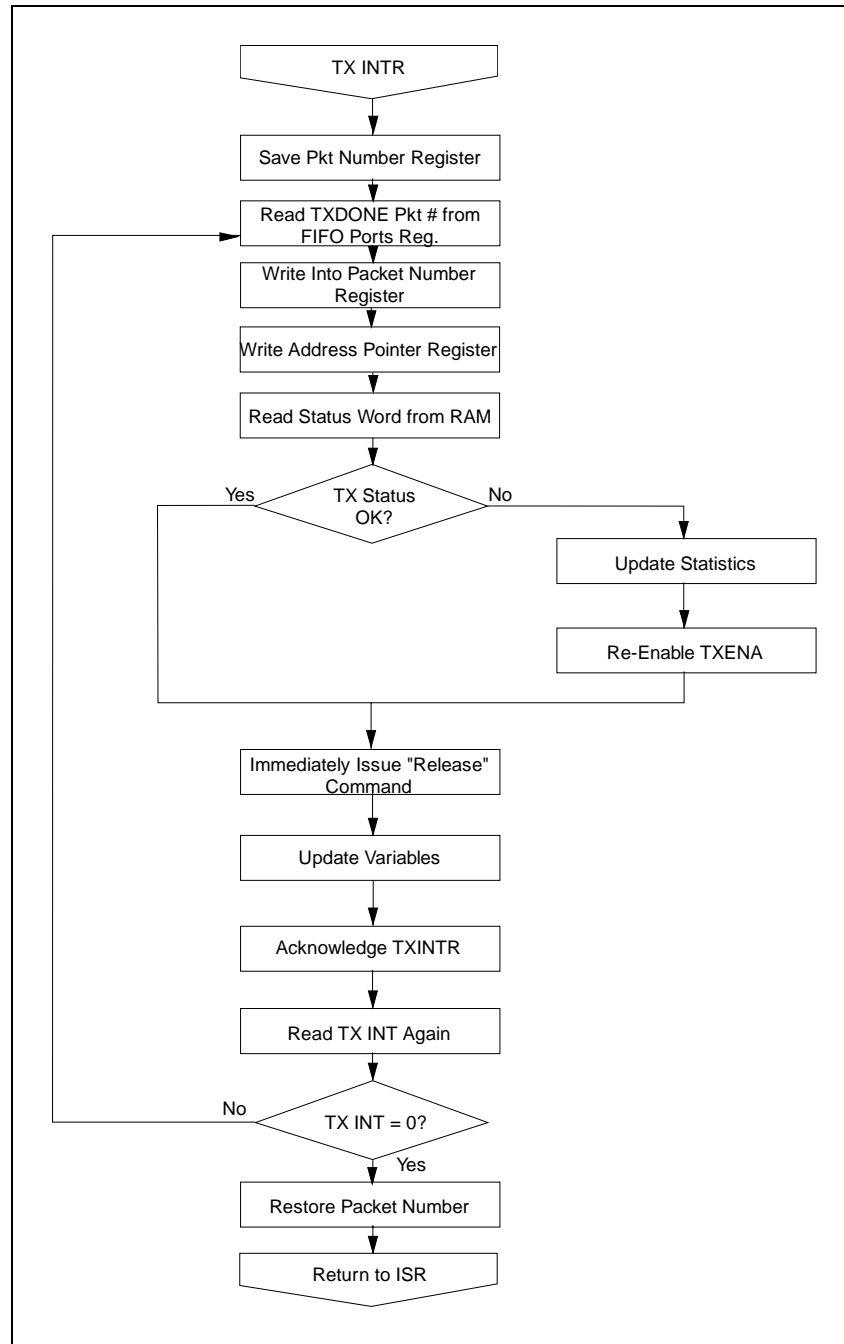 TX INTR
Save Pkt Number Register
Read TXDONE Pkt # from
FIFO Ports Reg.
Write Into Packet Number
Register
Write Address Pointer Register
Read Status Word from RAM
Yes
TX Status
OK?
No
Update Statistics
Re-Enable TXENA
Immediately Issue "Release"
Command
Update Variables
Acknowledge TXINTR
Read TX INT Again
No
TX INT = 0?
Yes
Restore Packet Number
Return to ISR